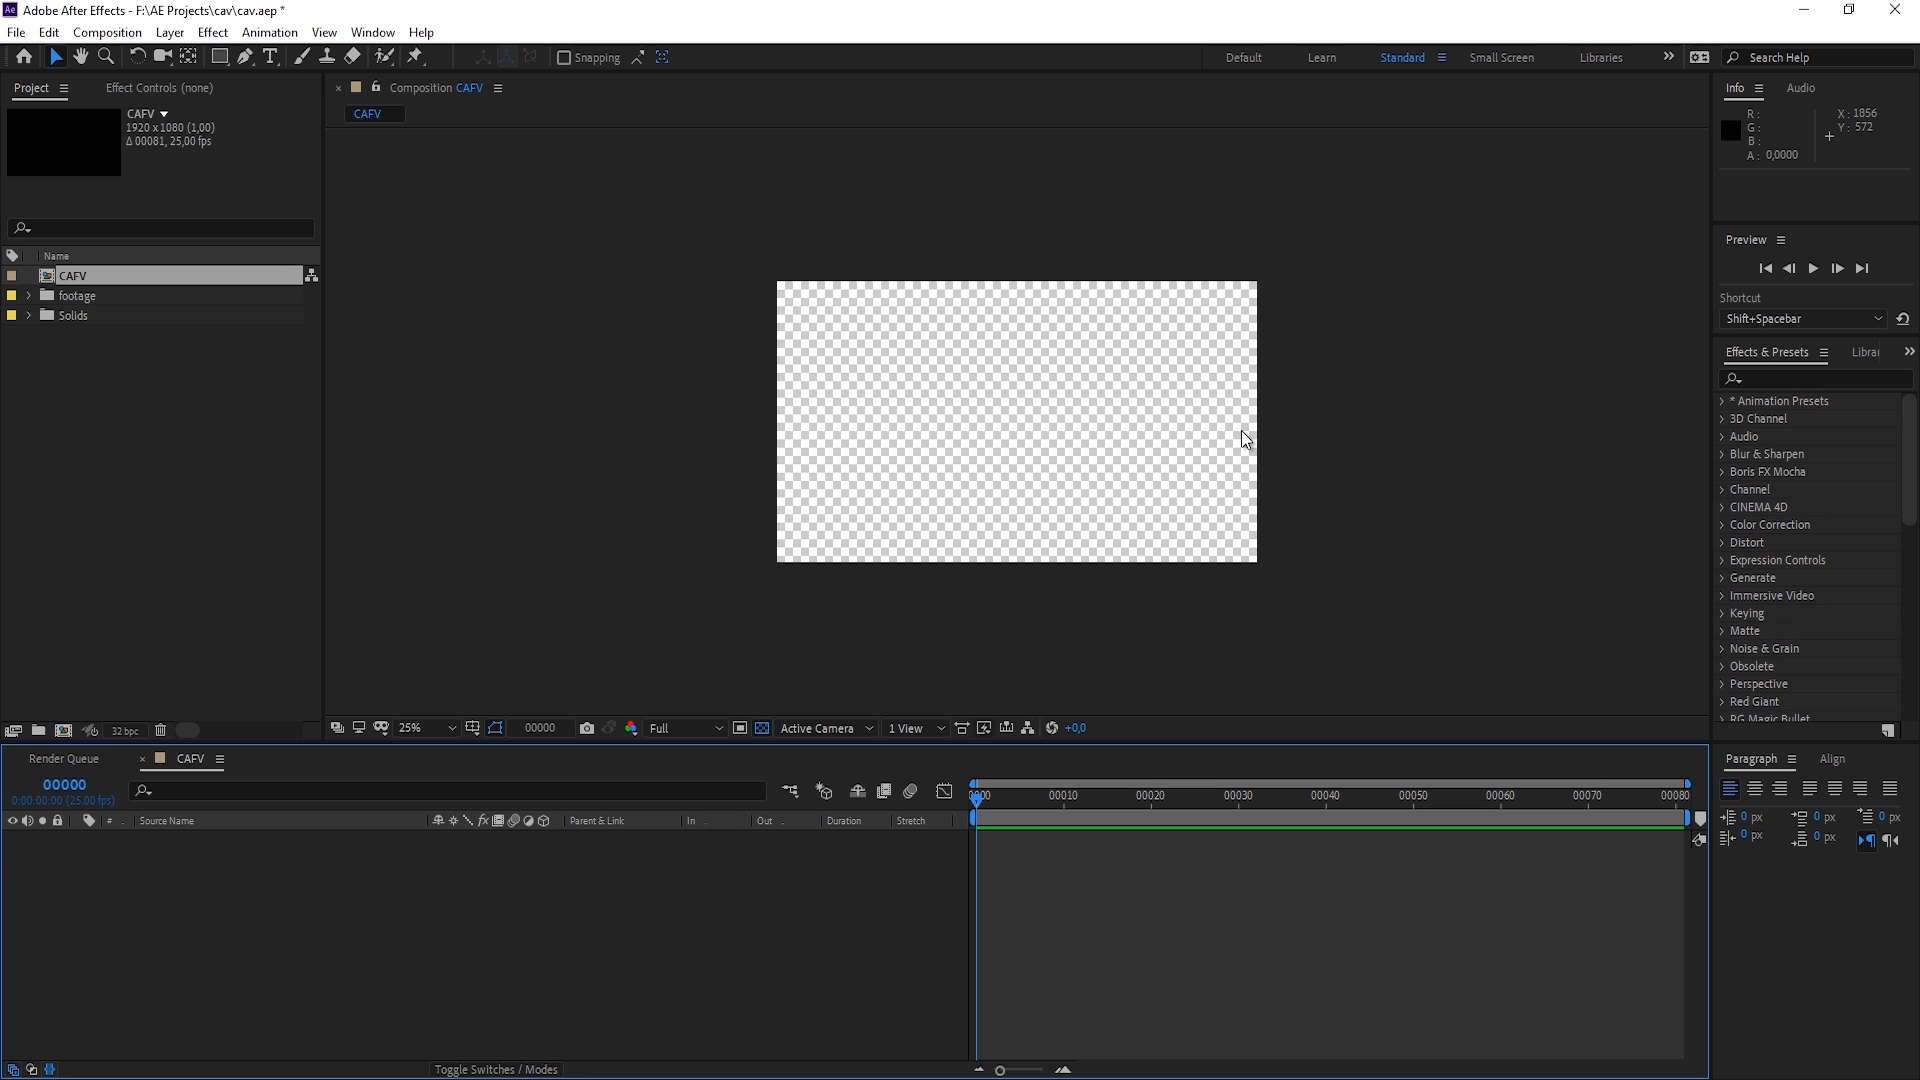 Adobe After Effects - F:\AE Projects\cav\cav.aep *
File Edit Composition Layer Effect Animation View Window Help
Snapping
Default Learn Standard Small Screen Libraries
Search Help
Project Effect Controls (none)
CAFV
1920 x 1080 (1,00)
Δ 00081, 25,00 fps
Name
CAFV
footage
Solids
32 bpc
Composition CAFV
CAFV
25% 00000 Full Active Camera 1 View +0,0
Info Audio
R:
G:
B:
A: 0,0000
X: 1856
Y: 572
Preview
Shortcut
Shift+Spacebar
Effects & Presets Librar
* Animation Presets
3D Channel
Audio
Blur & Sharpen
Boris FX Mocha
Channel
CINEMA 4D
Color Correction
Distort
Expression Controls
Generate
Immersive Video
Keying
Matte
Noise & Grain
Obsolete
Perspective
Red Giant
RG Magic Bullet
Render Queue CAFV
00000
0:00:00:00 (25.00 fps)
# Source Name Parent & Link In Out Duration Stretch
00010 00020 00030 00040 00050 00060 00070 00080
Toggle Switches / Modes
Paragraph Align
0 px 0 px 0 px
0 px 0 px